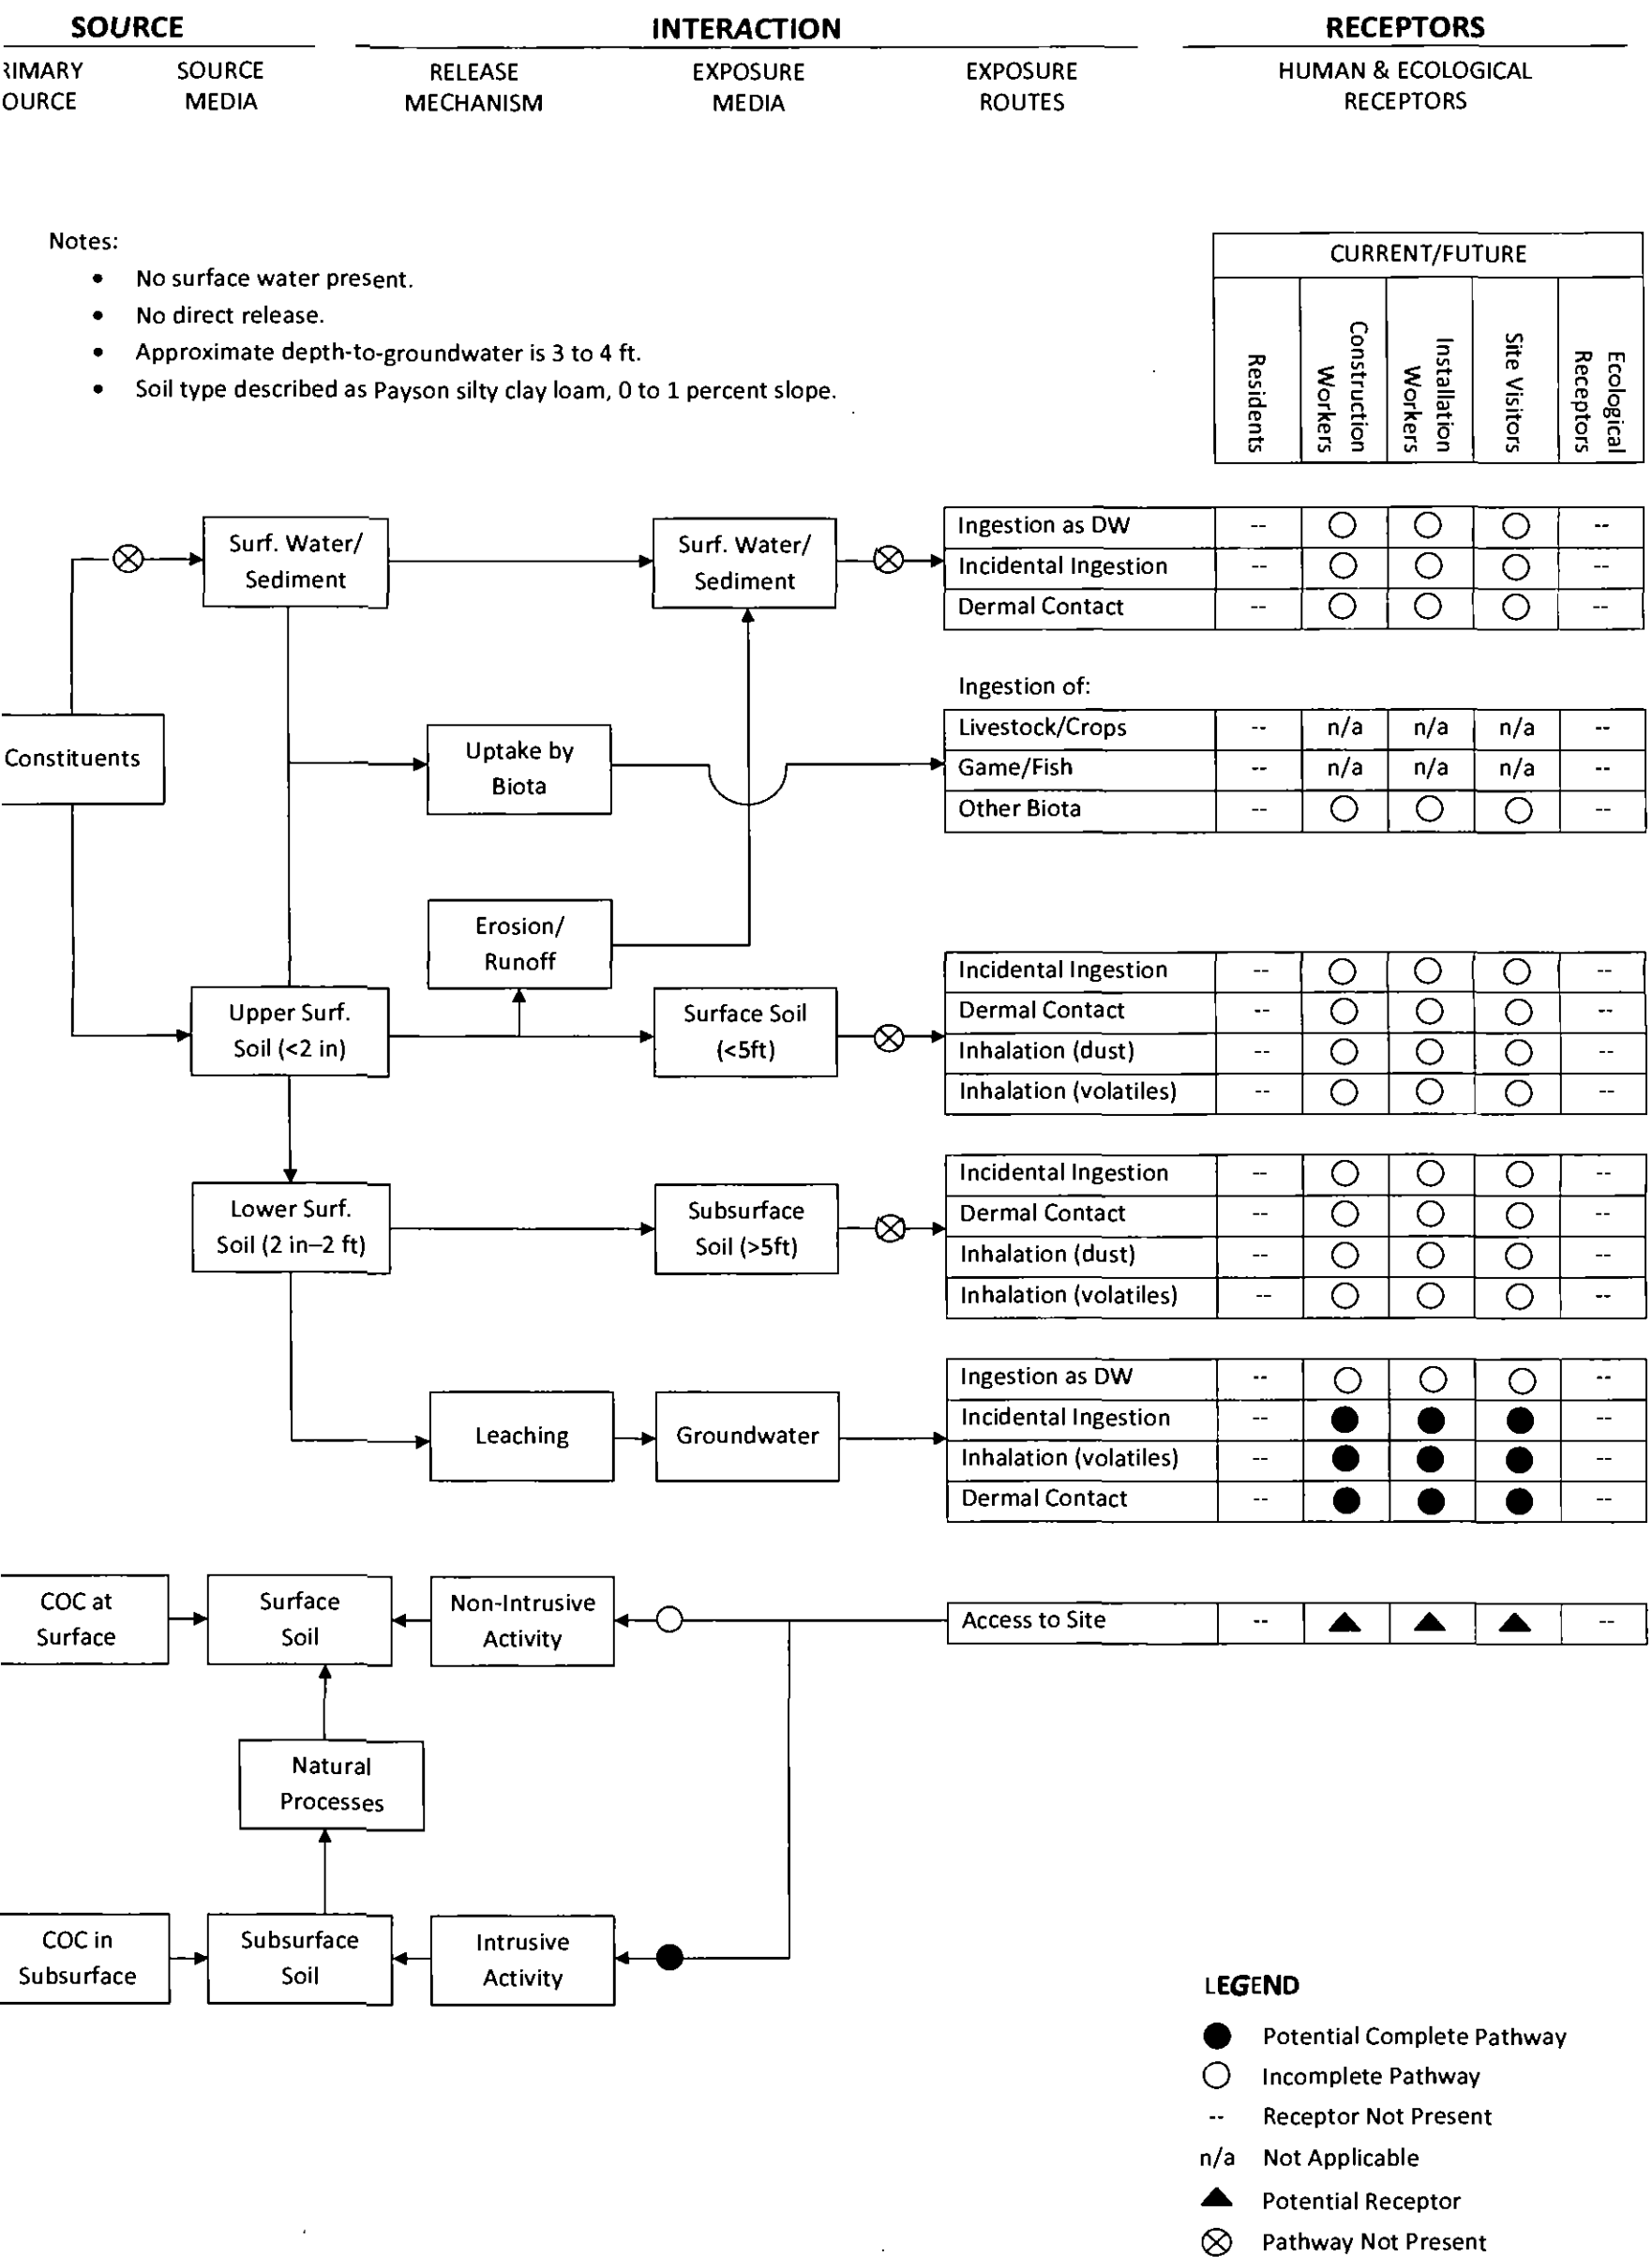 SOURCE INTERACTION RECEPTORS
RIMARY SOURCE RELEASE EXPOSURE EXPOSURE HUMAN & ECOLOGICAL
OURCE MEDIA MECHANISM MEDIA ROUTES RECEPTORS
Notes:
• No surface water present.
• No direct release.
• Approximate depth-to-groundwater is 3 to 4 ft.
• Soil type described as Payson silty clay loam, 0 to 1 percent slope.
CURRENT/FUTURE
Residents
Construction
Workers
Installation
Workers
Site Visitors
Ecological
Receptors
Surf. Water/
Sediment
Surf. Water/
Sediment
Ingestion as DW -- --
Incidental Ingestion -- --
Dermal Contact -- --
Ingestion of:
Constituents
Uptake by
Biota
Livestock/Crops -- n/a n/a n/a --
Game/Fish -- n/a n/a n/a --
Other Biota -- --
Erosion/
Runoff
Upper Surf.
Soil (<2 in)
Surface Soil
(<5ft)
Incidental Ingestion -- --
Dermal Contact -- --
Inhalation (dust) -- --
Inhalation (volatiles) -- --
Lower Surf.
Soil (2 in–2 ft)
Subsurface
Soil (>5ft)
Incidental Ingestion -- --
Dermal Contact -- --
Inhalation (dust) -- --
Inhalation (volatiles) -- --
Leaching
Groundwater
Ingestion as DW -- --
Incidental Ingestion -- --
Inhalation (volatiles) -- --
Dermal Contact -- --
COC at
Surface
Surface
Soil
Non-Intrusive
Activity
Access to Site -- --
Natural
Processes
COC in
Subsurface
Subsurface
Soil
Intrusive
Activity
LEGEND
Potential Complete Pathway
Incomplete Pathway
-- Receptor Not Present
n/a Not Applicable
Potential Receptor
Pathway Not Present